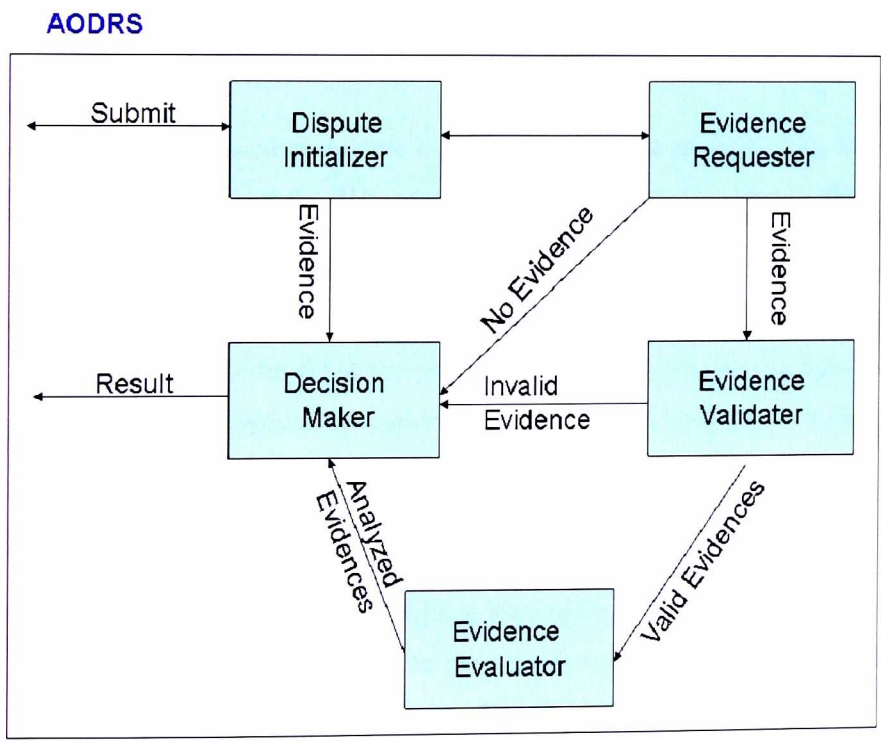 AODRS
Submit
Dispute
Initializer
Evidence
Requester
Evidence
No Evidence
Evidence
Result
Decision
Maker
Invalid
Evidence
Evidence
Validater
Analyzed
Evidences
Valid Evidences
Evidence
Evaluator